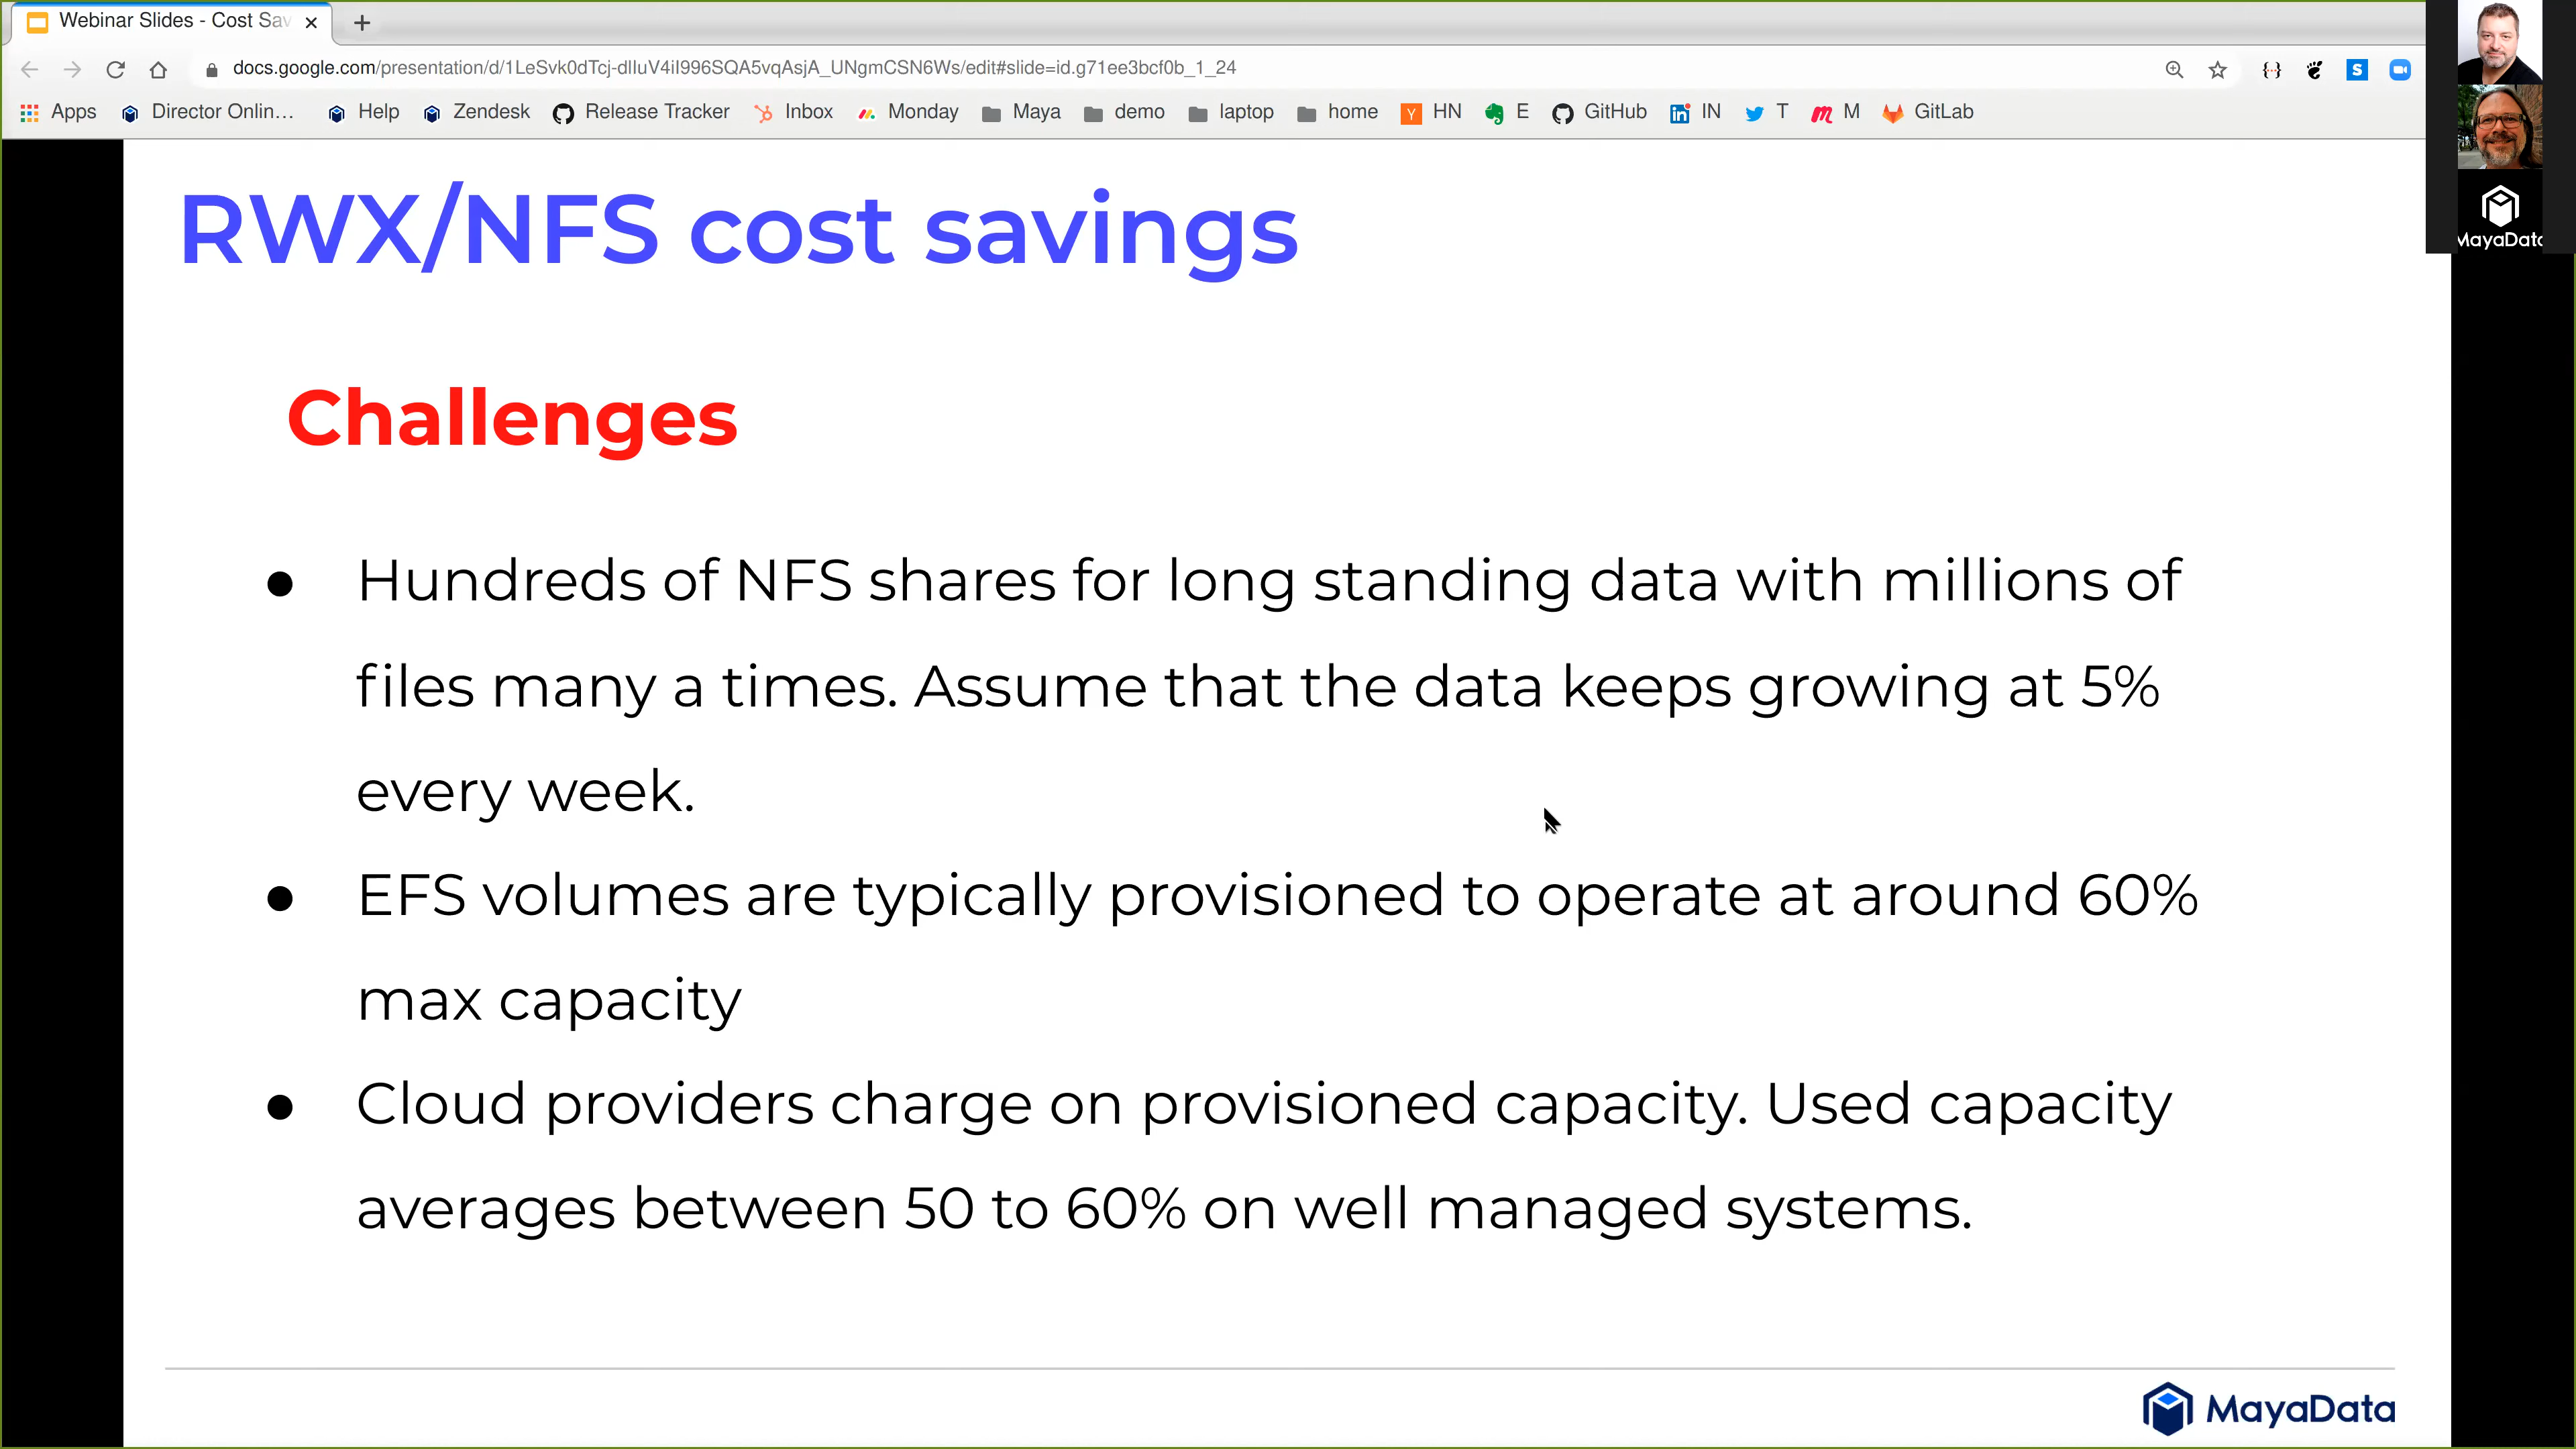 Webinar Slides - Cost Sav
docs.google.com/presentation/d/1LeSvk0dTcj-dlIuV4iI996SQA5vqAsjA_UNgmCSN6Ws/edit#slide=id.g71ee3bcf0b_1_24
Apps Director Onlin... Help Zendesk Release Tracker Inbox Monday Maya demo laptop home HN E GitHub IN T M GitLab
MayaData
RWX/NFS cost savings
Challenges
● Hundreds of NFS shares for long standing data with millions of
files many a times. Assume that the data keeps growing at 5%
every week.
● EFS volumes are typically provisioned to operate at around 60%
max capacity
● Cloud providers charge on provisioned capacity. Used capacity
averages between 50 to 60% on well managed systems.
MayaData